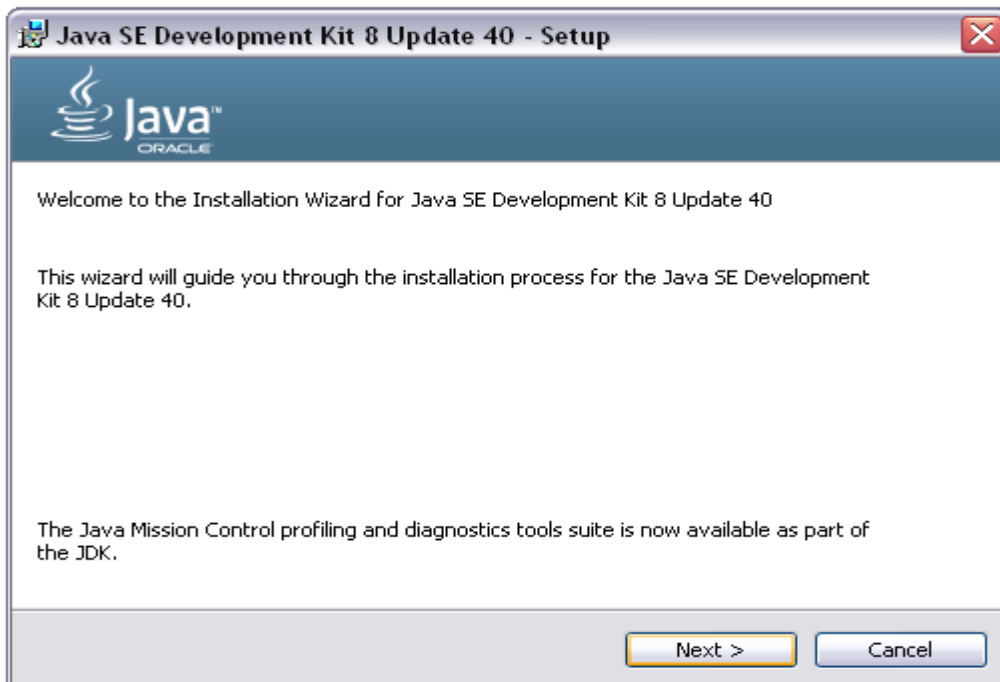 Java SE Development Kit 8 Update 40 - Setup
Java™
ORACLE
Welcome to the Installation Wizard for Java SE Development Kit 8 Update 40
This wizard will guide you through the installation process for the Java SE Development
Kit 8 Update 40.
The Java Mission Control profiling and diagnostics tools suite is now available as part of
the JDK.
Next >
Cancel